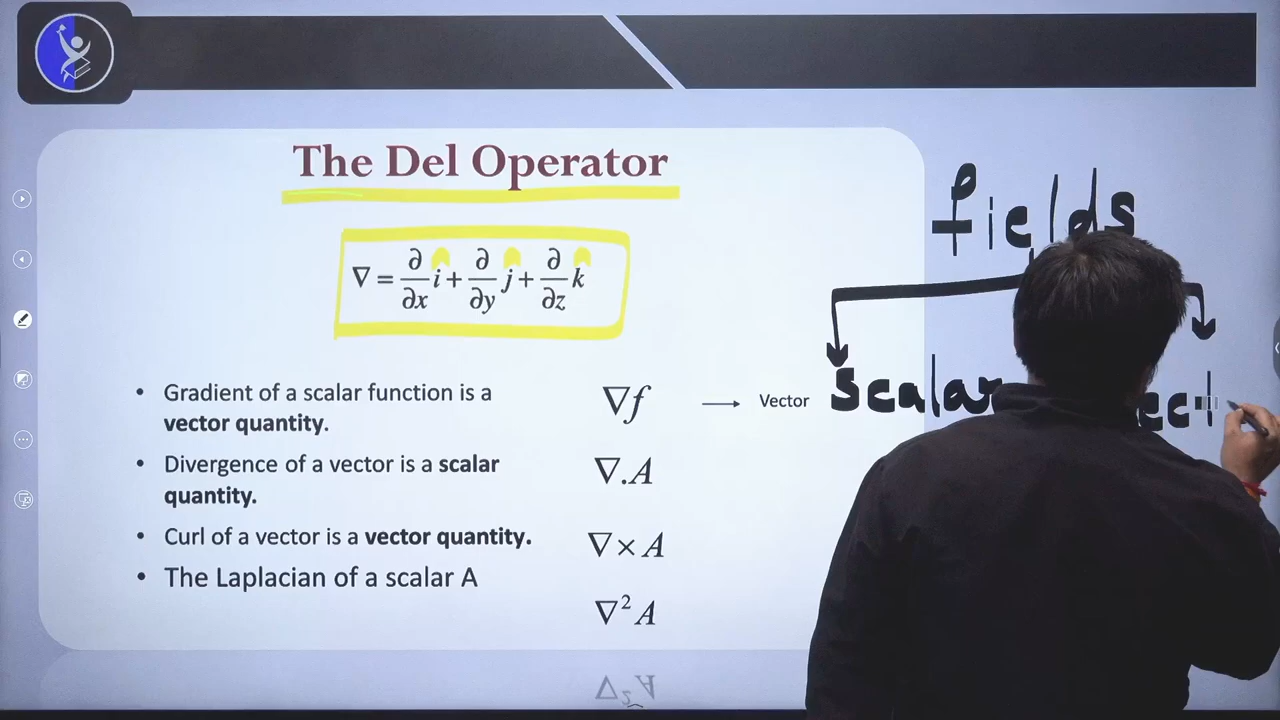 The Del Operator
∇ = ∂/∂x i + ∂/∂y j + ∂/∂z k
• Gradient of a scalar function is a
vector quantity.
∇f → Vector
• Divergence of a vector is a scalar
quantity.
∇.A
• Curl of a vector is a vector quantity.
∇×A
• The Laplacian of a scalar A
∇²A
fields
scalar